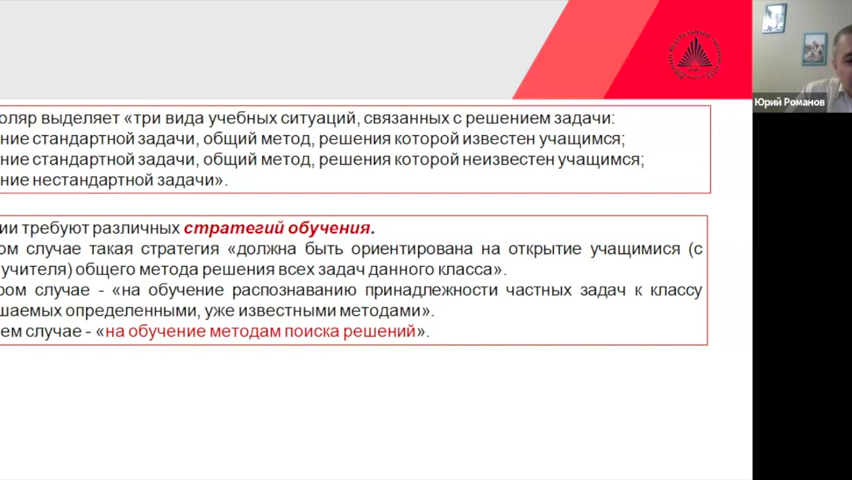 оляр выделяет «три вида учебных ситуаций, связанных с решением задачи:
ние стандартной задачи, общий метод, решения которой известен учащимся;
ние стандартной задачи, общий метод, решения которой неизвестен учащимся;
ние нестандартной задачи».
ии требуют различных стратегий обучения.
ом случае такая стратегия «должна быть ориентирована на открытие учащимися (с
учителя) общего метода решения всех задач данного класса».
ром случае - «на обучение распознаванию принадлежности частных задач к классу
шаемых определенными, уже известными методами».
ем случае - «на обучение методам поиска решений».
Юрий Романов